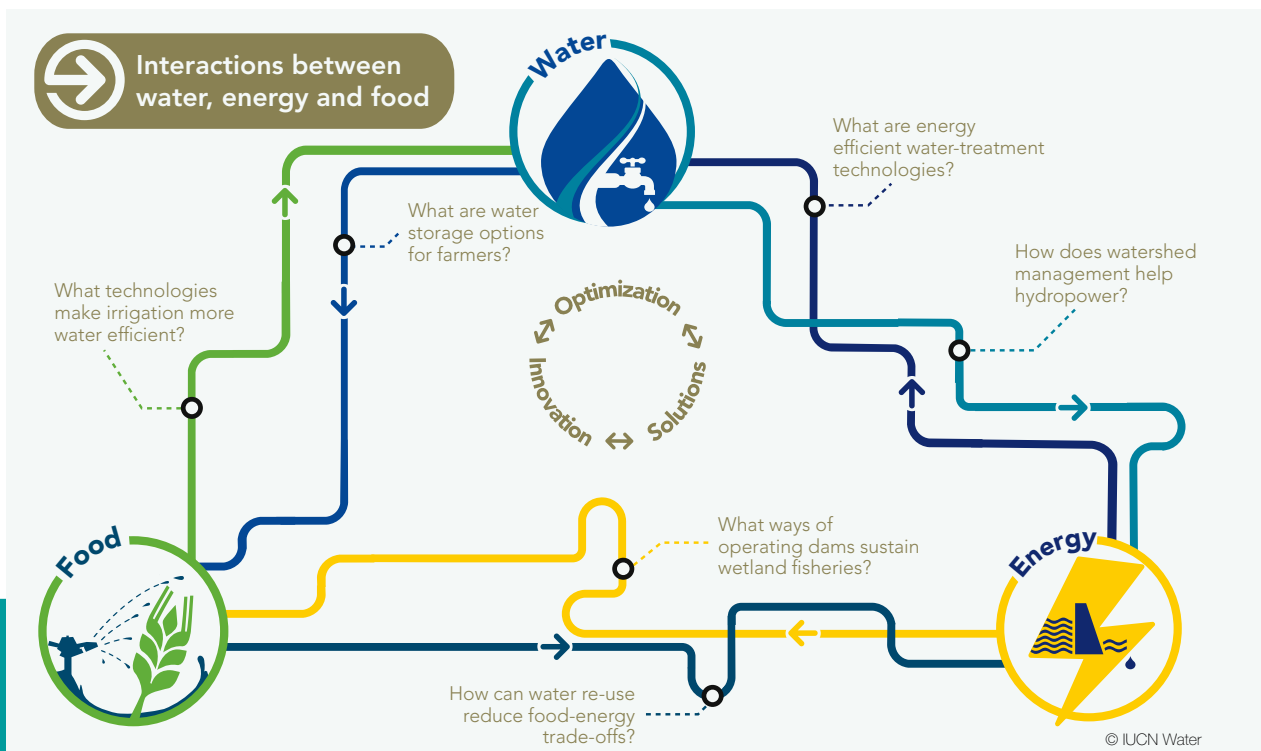 Interactions between
water, energy and food
Water
What are energy
efficient water-treatment
technologies?
What are water
storage options
for farmers?
How does watershed
management help
hydropower?
What technologies
make irrigation more
water efficient?
Optimization
Innovation
Solutions
What ways of
operating dams sustain
wetland fisheries?
Food
Energy
How can water re-use
reduce food-energy
trade-offs?
© IUCN Water